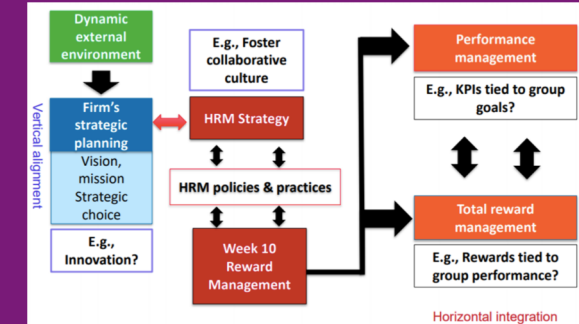 Dynamic
external
environment
Vertical alignment
Firm's
strategic
planning
Vision,
mission
Strategic
choice
E.g.,
Innovation?
E.g., Foster
collaborative
culture
HRM Strategy
HRM policies & practices
Week 10
Reward
Management
Performance
management
E.g., KPIs tied to group
goals?
Total reward
management
E.g., Rewards tied to
group performance?
Horizontal integration